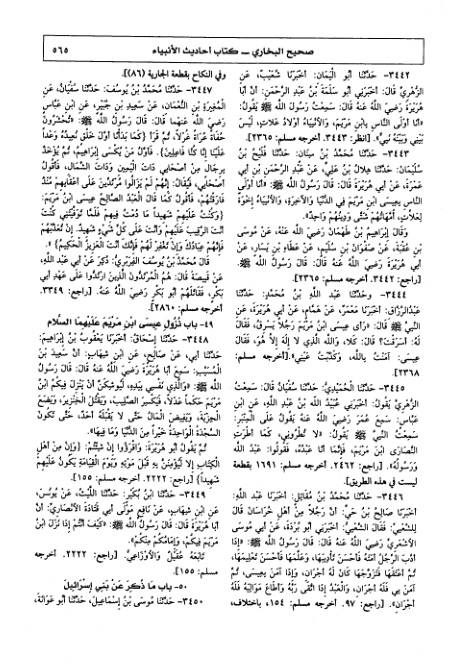 صحيح البخاري ـــ كتاب أحاديث الأنبياء
٥٦٥
٣٤٤٢- حَدَّثَنَا أَبُو الْيَمَانِ: أَخْبَرَنَا شُعَيْبٌ، عَنِ
الزُّهْرِيِّ قَالَ: أَخْبَرَنِي أَبُو سَلَمَةَ بْنُ عَبْدِ الرَّحْمَنِ: أَنَّ أَبَا
هُرَيْرَةَ رَضِيَ اللَّهُ عَنْهُ قَالَ: سَمِعْتُ رَسُولَ اللَّهِ ﷺ يَقُولُ:
«أَنَا أَوْلَى النَّاسِ بِابْنِ مَرْيَمَ، وَالأَنْبِيَاءُ أَوْلَادُ عَلَّاتٍ، لَيْسَ
بَيْنِي وَبَيْنَهُ نَبِيٌّ». [انظر: ٣٤٤٣. أخرجه مسلم: ٢٣٦٥].
٣٤٤٣- حَدَّثَنَا مُحَمَّدُ بْنُ سِنَانٍ: حَدَّثَنَا فُلَيْحُ بْنُ
سُلَيْمَانَ: حَدَّثَنَا هِلَالُ بْنُ عَلِيٍّ، عَنْ عَبْدِ الرَّحْمَنِ بْنِ أَبِي
عَمْرَةَ، عَنْ أَبِي هُرَيْرَةَ قَالَ: قَالَ رَسُولُ اللَّهِ ﷺ: «أَنَا أَوْلَى
النَّاسِ بِعِيسَى ابْنِ مَرْيَمَ فِي الدُّنْيَا وَالآخِرَةِ، وَالأَنْبِيَاءُ إِخْوَةٌ
لِعَلَّاتٍ، أُمَّهَاتُهُمْ شَتَّى وَدِينُهُمْ وَاحِدٌ».
وَقَالَ إِبْرَاهِيمُ بْنُ طَهْمَانَ رَضِيَ اللَّهُ عَنْهُ، عَنْ مُوسَى
بْنِ عُقْبَةَ، عَنْ صَفْوَانَ بْنِ سُلَيْمٍ، عَنْ عَطَاءِ بْنِ يَسَارٍ، عَنْ
أَبِي هُرَيْرَةَ رَضِيَ اللَّهُ عَنْهُ قَالَ: قَالَ رَسُولُ اللَّهِ ﷺ.
[راجع: ٣٤٤٢. أخرجه مسلم: ٢٣٦٥].
٣٤٤٤- وحَدَّثَنَا عَبْدُ اللَّهِ بْنُ مُحَمَّدٍ: حَدَّثَنَا
عَبْدُالرَّزَّاقِ: أَخْبَرَنَا مَعْمَرٌ، عَنْ هَمَّامٍ، عَنْ أَبِي هُرَيْرَةَ، عَنِ
النَّبِيِّ ﷺ قَالَ: «رَأَى عِيسَى ابْنُ مَرْيَمَ رَجُلاً يَسْرِقُ، فَقَالَ
لَهُ: أَسَرَقْتَ؟ قَالَ: كَلَّا، وَاللَّهِ الَّذِي لَا إِلَهَ إِلَّا هُوَ، فَقَالَ
عِيسَى: آمَنْتُ بِاللَّهِ، وَكَذَّبْتُ عَيْنِي».[أخرجه مسلم:
٢٣٦٨].
٣٤٤٥- حَدَّثَنَا الْحُمَيْدِيُّ: حَدَّثَنَا سُفْيَانُ قَالَ: سَمِعْتُ
الزُّهْرِيَّ يَقُولُ: أَخْبَرَنِي عُبَيْدُ اللَّهِ بْنُ عَبْدِ اللَّهِ، عَنِ ابْنِ
عَبَّاسٍ: سَمِعَ عُمَرَ رَضِيَ اللَّهُ عَنْهُ يَقُولُ عَلَى الْمِنْبَرِ:
سَمِعْتُ النَّبِيَّ ﷺ يَقُولُ: «لَا تُطْرُونِي، كَمَا أَطْرَتِ
النَّصَارَى ابْنَ مَرْيَمَ، فَإِنَّمَا أَنَا عَبْدُهُ، فَقُولُوا: عَبْدُ اللَّهِ
وَرَسُولُهُ». [راجع: ٢٤٦٢. أخرجه مسلم: ١٦٩١ بقطعة
ليست في هذه الطريق].
٣٤٤٦- حَدَّثَنَا مُحَمَّدُ بْنُ مُقَاتِلٍ: أَخْبَرَنَا عَبْدُ اللَّهِ:
أَخْبَرَنَا صَالِحُ بْنُ حَيٍّ: أَنَّ رَجُلاً مِنْ أَهْلِ خُرَاسَانَ قَالَ
لِلشَّعْبِيِّ: فَقَالَ الشَّعْبِيُّ: أَخْبَرَنِي أَبُو بُرْدَةَ، عَنْ أَبِي مُوسَى
الأَشْعَرِيِّ رَضِيَ اللَّهُ عَنْهُ قَالَ: قَالَ رَسُولُ اللَّهِ ﷺ: «إِذَا
أَدَّبَ الرَّجُلُ أَمَتَهُ فَأَحْسَنَ تَأْدِيبَهَا، وَعَلَّمَهَا فَأَحْسَنَ تَعْلِيمَهَا،
ثُمَّ أَعْتَقَهَا فَتَزَوَّجَهَا كَانَ لَهُ أَجْرَانِ، وَإِذَا آمَنَ بِعِيسَى، ثُمَّ
آمَنَ بِي فَلَهُ أَجْرَانِ، وَالْعَبْدُ إِذَا اتَّقَى رَبَّهُ وَأَطَاعَ مَوَالِيَهُ فَلَهُ
أَجْرَانِ». [راجع: ٩٧. أخرجه مسلم: ١٥٤، باختلاف،
وفي النكاح بقطعة الجارية (٨٦)].
٣٤٤٧- حَدَّثَنَا مُحَمَّدُ بْنُ يُوسُفَ: حَدَّثَنَا سُفْيَانُ، عَنِ
الْمُغِيرَةِ بْنِ النُّعْمَانِ، عَنْ سَعِيدِ بْنِ جُبَيْرٍ، عَنِ ابْنِ عَبَّاسٍ
رَضِيَ اللَّهُ عَنْهُمَا قَالَ: قَالَ رَسُولُ اللَّهِ ﷺ: «تُحْشَرُونَ
حُفَاةً عُرَاةً غُرْلاً، ثُمَّ قَرَأَ {كَمَا بَدَأْنَا أَوَّلَ خَلْقٍ نُعِيدُهُ وَعْداً
عَلَيْنَا إِنَّا كُنَّا فَاعِلِينَ}. فَأَوَّلُ مَنْ يُكْسَى إِبْرَاهِيمُ، ثُمَّ يُؤْخَذُ
بِرِجَالٍ مِنْ أَصْحَابِي ذَاتَ الْيَمِينِ وَذَاتَ الشِّمَالِ، فَأَقُولُ
أَصْحَابِي، فَيُقَالُ: إِنَّهُمْ لَمْ يَزَالُوا مُرْتَدِّينَ عَلَى أَعْقَابِهِمْ مُنْذُ
فَارَقْتَهُمْ، فَأَقُولُ كَمَا قَالَ الْعَبْدُ الصَّالِحُ عِيسَى ابْنُ مَرْيَمَ:
{وَكُنْتُ عَلَيْهِمْ شَهِيداً مَا دُمْتُ فِيهِمْ فَلَمَّا تَوَفَّيْتَنِي كُنْتَ
أَنْتَ الرَّقِيبَ عَلَيْهِمْ وَأَنْتَ عَلَى كُلِّ شَيْءٍ شَهِيدٌ. إِنْ تُعَذِّبْهُمْ
فَإِنَّهُمْ عِبَادُكَ وَإِنْ تَغْفِرْ لَهُمْ فَإِنَّكَ أَنْتَ الْعَزِيزُ الْحَكِيمُ}».
قَالَ مُحَمَّدُ بْنُ يُوسُفَ الْفَرَبْرِيُّ: ذُكِرَ عَنْ أَبِي عَبْدِ اللَّهِ،
عَنْ قَبِيصَةَ قَالَ: هُمُ الْمُرْتَدُّونَ الَّذِينَ ارْتَدُّوا عَلَى عَهْدِ أَبِي
بَكْرٍ، فَقَاتَلَهُمْ أَبُو بَكْرٍ رَضِيَ اللَّهُ عَنْهُ. [راجع: ٣٣٤٩.
أخرجه مسلم: ٢٨٦٠].
٤٩- باب نُزُولِ عِيسَى ابْنِ مَرْيَمَ عَلَيْهِمَا السَّلَام
٣٤٤٨- حَدَّثَنَا إِسْحَاقُ: أَخْبَرَنَا يَعْقُوبُ بْنُ إِبْرَاهِيمَ:
حَدَّثَنَا أَبِي، عَنْ صَالِحٍ، عَنِ ابْنِ شِهَابٍ: أَنَّ سَعِيدَ بْنَ
الْمُسَيَّبِ: سَمِعَ أَبَا هُرَيْرَةَ رَضِيَ اللَّهُ عَنْهُ قَالَ: قَالَ رَسُولُ
اللَّهِ ﷺ: «وَالَّذِي نَفْسِي بِيَدِهِ، لَيُوشِكَنَّ أَنْ يَنْزِلَ فِيكُمْ ابْنُ
مَرْيَمَ حَكَماً عَدْلاً، فَيَكْسِرَ الصَّلِيبَ، وَيَقْتُلَ الْخِنْزِيرَ، وَيَضَعَ
الْجِزْيَةَ، وَيَفِيضَ الْمَالُ حَتَّى لَا يَقْبَلَهُ أَحَدٌ، حَتَّى تَكُونَ
السَّجْدَةُ الْوَاحِدَةُ خَيْراً مِنَ الدُّنْيَا وَمَا فِيهَا».
ثُمَّ يَقُولُ أَبُو هُرَيْرَةَ: وَاقْرَؤُوا إِنْ شِئْتُمْ: {وَإِنْ مِنْ أَهْلِ
الْكِتَابِ إِلَّا لَيُؤْمِنَنَّ بِهِ قَبْلَ مَوْتِهِ وَيَوْمَ الْقِيَامَةِ يَكُونُ عَلَيْهِمْ
شَهِيداً} [راجع: ٢٢٢٢. أخرجه مسلم: ١٥٥].
٣٤٤٩- حَدَّثَنَا ابْنُ بُكَيْرٍ: حَدَّثَنَا اللَّيْثُ، عَنْ يُونُسَ،
عَنِ ابْنِ شِهَابٍ، عَنْ نَافِعٍ مَوْلَى أَبِي قَتَادَةَ الأَنْصَارِيِّ: أَنَّ
أَبَا هُرَيْرَةَ قَالَ: قَالَ رَسُولُ اللَّهِ ﷺ: «كَيْفَ أَنْتُمْ إِذَا نَزَلَ ابْنُ
مَرْيَمَ فِيكُمْ، وَإِمَامُكُمْ مِنْكُمْ».
تَابَعَهُ عُقَيْلٌ وَالأَوْزَاعِيُّ. [راجع: ٢٢٢٢. أخرجه
مسلم: ١٥٥].
٥٠- باب مَا ذُكِرَ عَنْ بَنِي إِسْرَائِيلَ
٣٤٥٠- حَدَّثَنَا مُوسَى بْنُ إِسْمَاعِيلَ، حَدَّثَنَا أَبُو عَوَانَةَ،